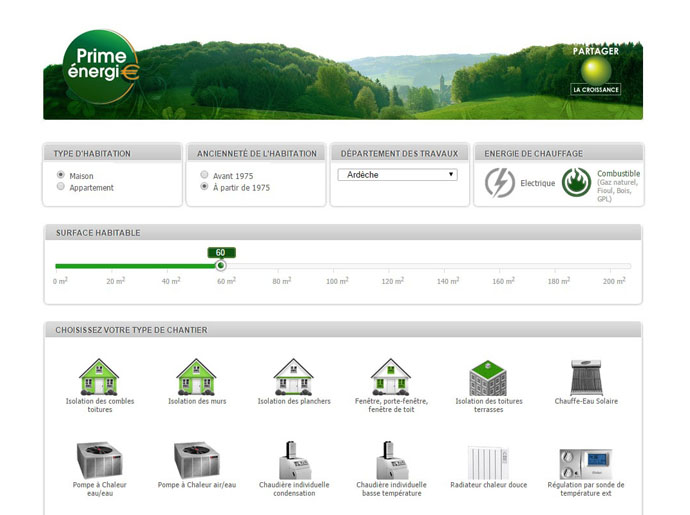 Prime
énergi€
PARTAGER
LA CROISSANCE
TYPE D'HABITATION
Maison
Appartement
ANCIENNETÉ DE L'HABITATION
Avant 1975
À partir de 1975
DÉPARTEMENT DES TRAVAUX
Ardèche
ENERGIE DE CHAUFFAGE
Electrique
Combustible
(Gaz naturel,
Fioul, Bois,
GPL)
SURFACE HABITABLE
60
0 m² 20 m² 40 m² 60 m² 80 m² 100 m² 120 m² 140 m² 160 m² 180 m² 200 m²
CHOISISSEZ VOTRE TYPE DE CHANTIER
Isolation des combles
toitures
Isolation des murs
Isolation des planchers
Fenêtre, porte-fenêtre,
fenêtre de toit
Isolation des toitures
terrasses
Chauffe-Eau Solaire
Pompe à Chaleur
eau/eau
Pompe à Chaleur air/eau
Chaudière individuelle
condensation
Chaudière individuelle
basse température
Radiateur chaleur douce
Régulation par sonde de
température ext